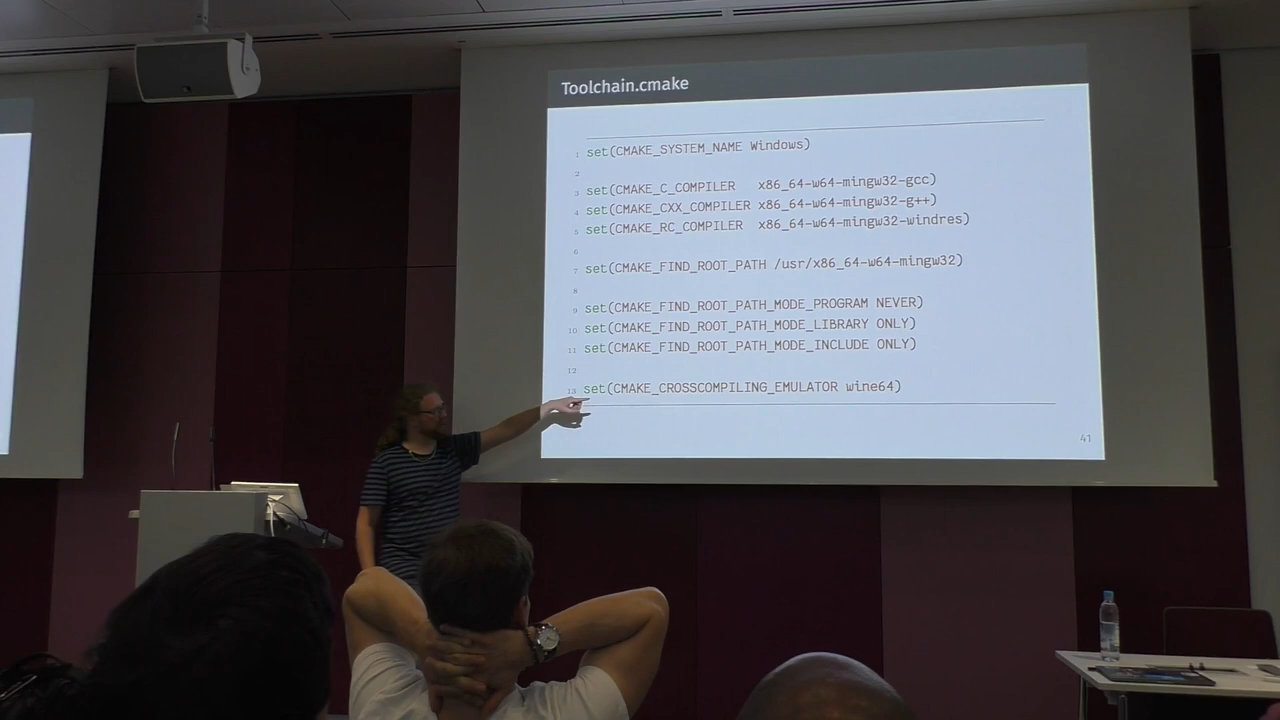 Toolchain.cmake
1 set(CMAKE_SYSTEM_NAME Windows)
2
3 set(CMAKE_C_COMPILER   x86_64-w64-mingw32-gcc)
4 set(CMAKE_CXX_COMPILER x86_64-w64-mingw32-g++)
5 set(CMAKE_RC_COMPILER  x86_64-w64-mingw32-windres)
6
7 set(CMAKE_FIND_ROOT_PATH /usr/x86_64-w64-mingw32)
8
9 set(CMAKE_FIND_ROOT_PATH_MODE_PROGRAM NEVER)
10 set(CMAKE_FIND_ROOT_PATH_MODE_LIBRARY ONLY)
11 set(CMAKE_FIND_ROOT_PATH_MODE_INCLUDE ONLY)
12
13 set(CMAKE_CROSSCOMPILING_EMULATOR wine64)
41